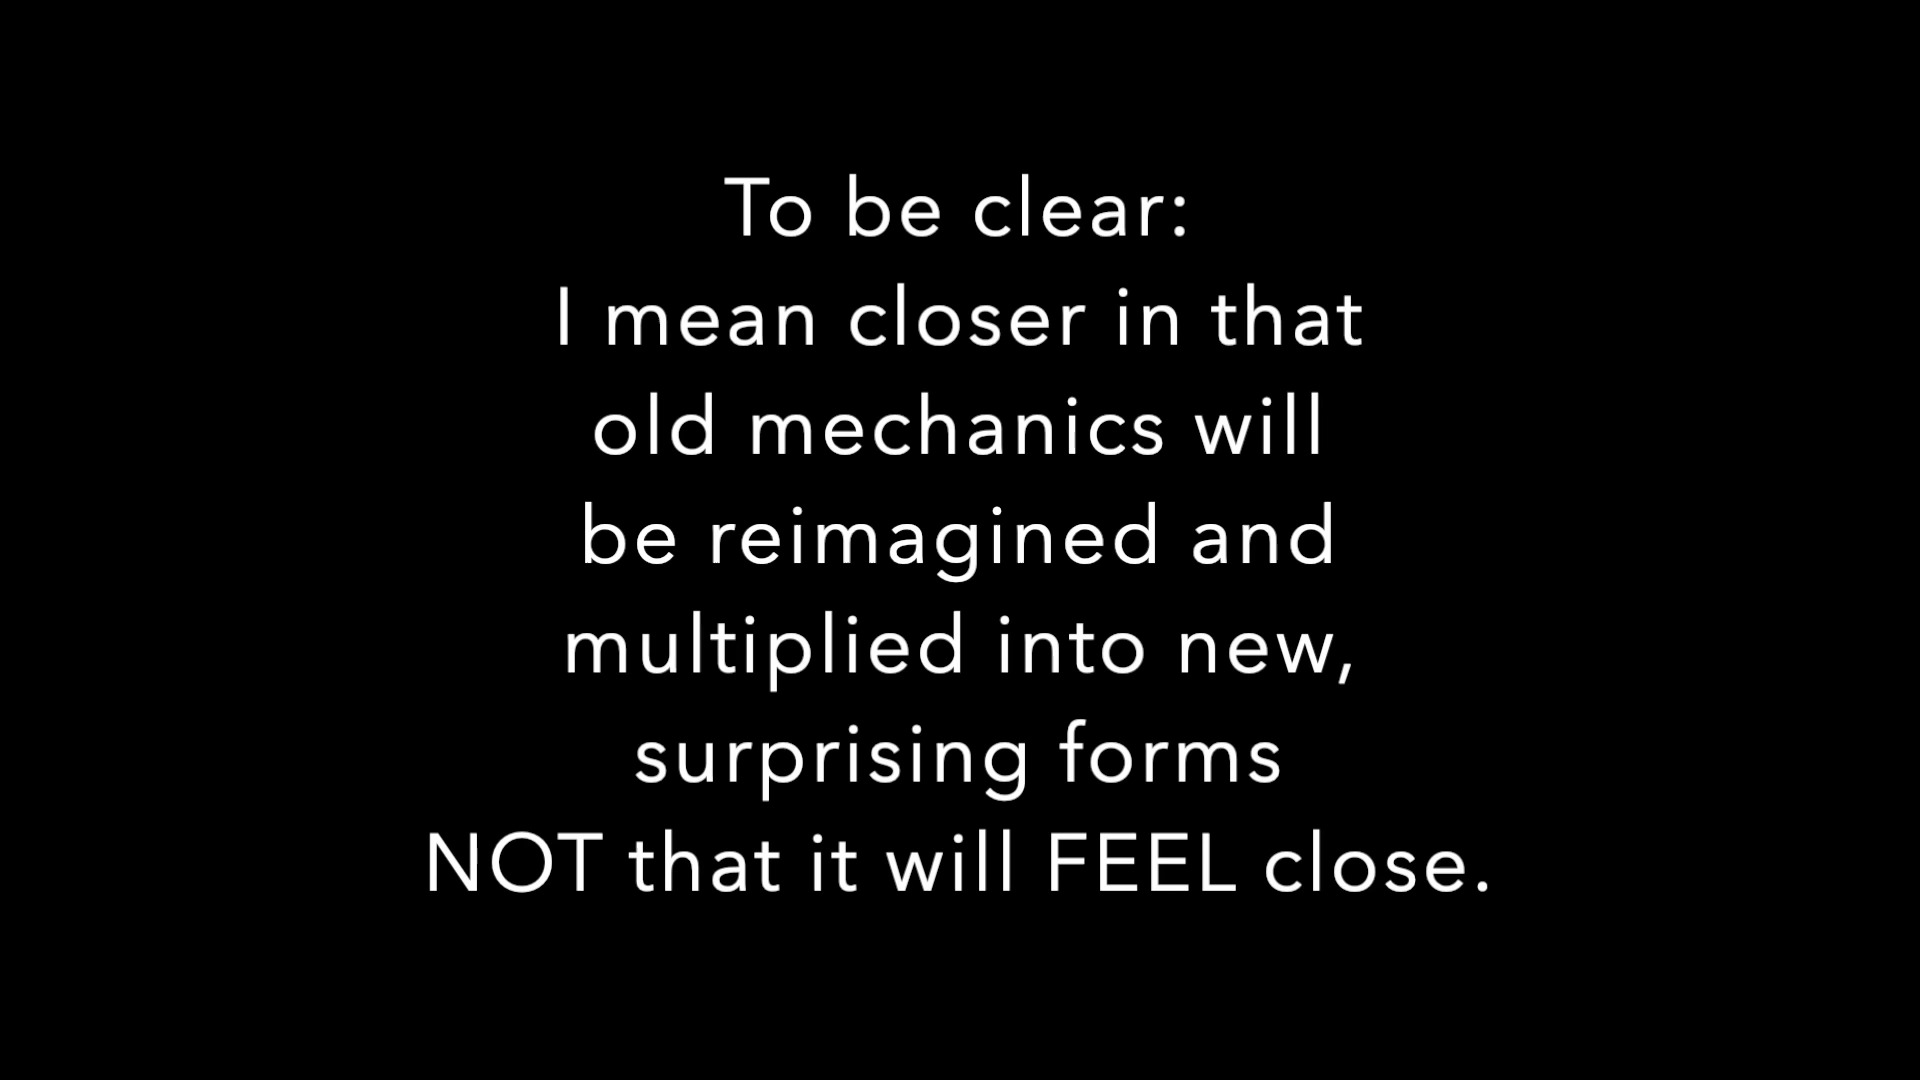 To be clear:
I mean closer in that
old mechanics will
be reimagined and
multiplied into new,
surprising forms
NOT that it will FEEL close.